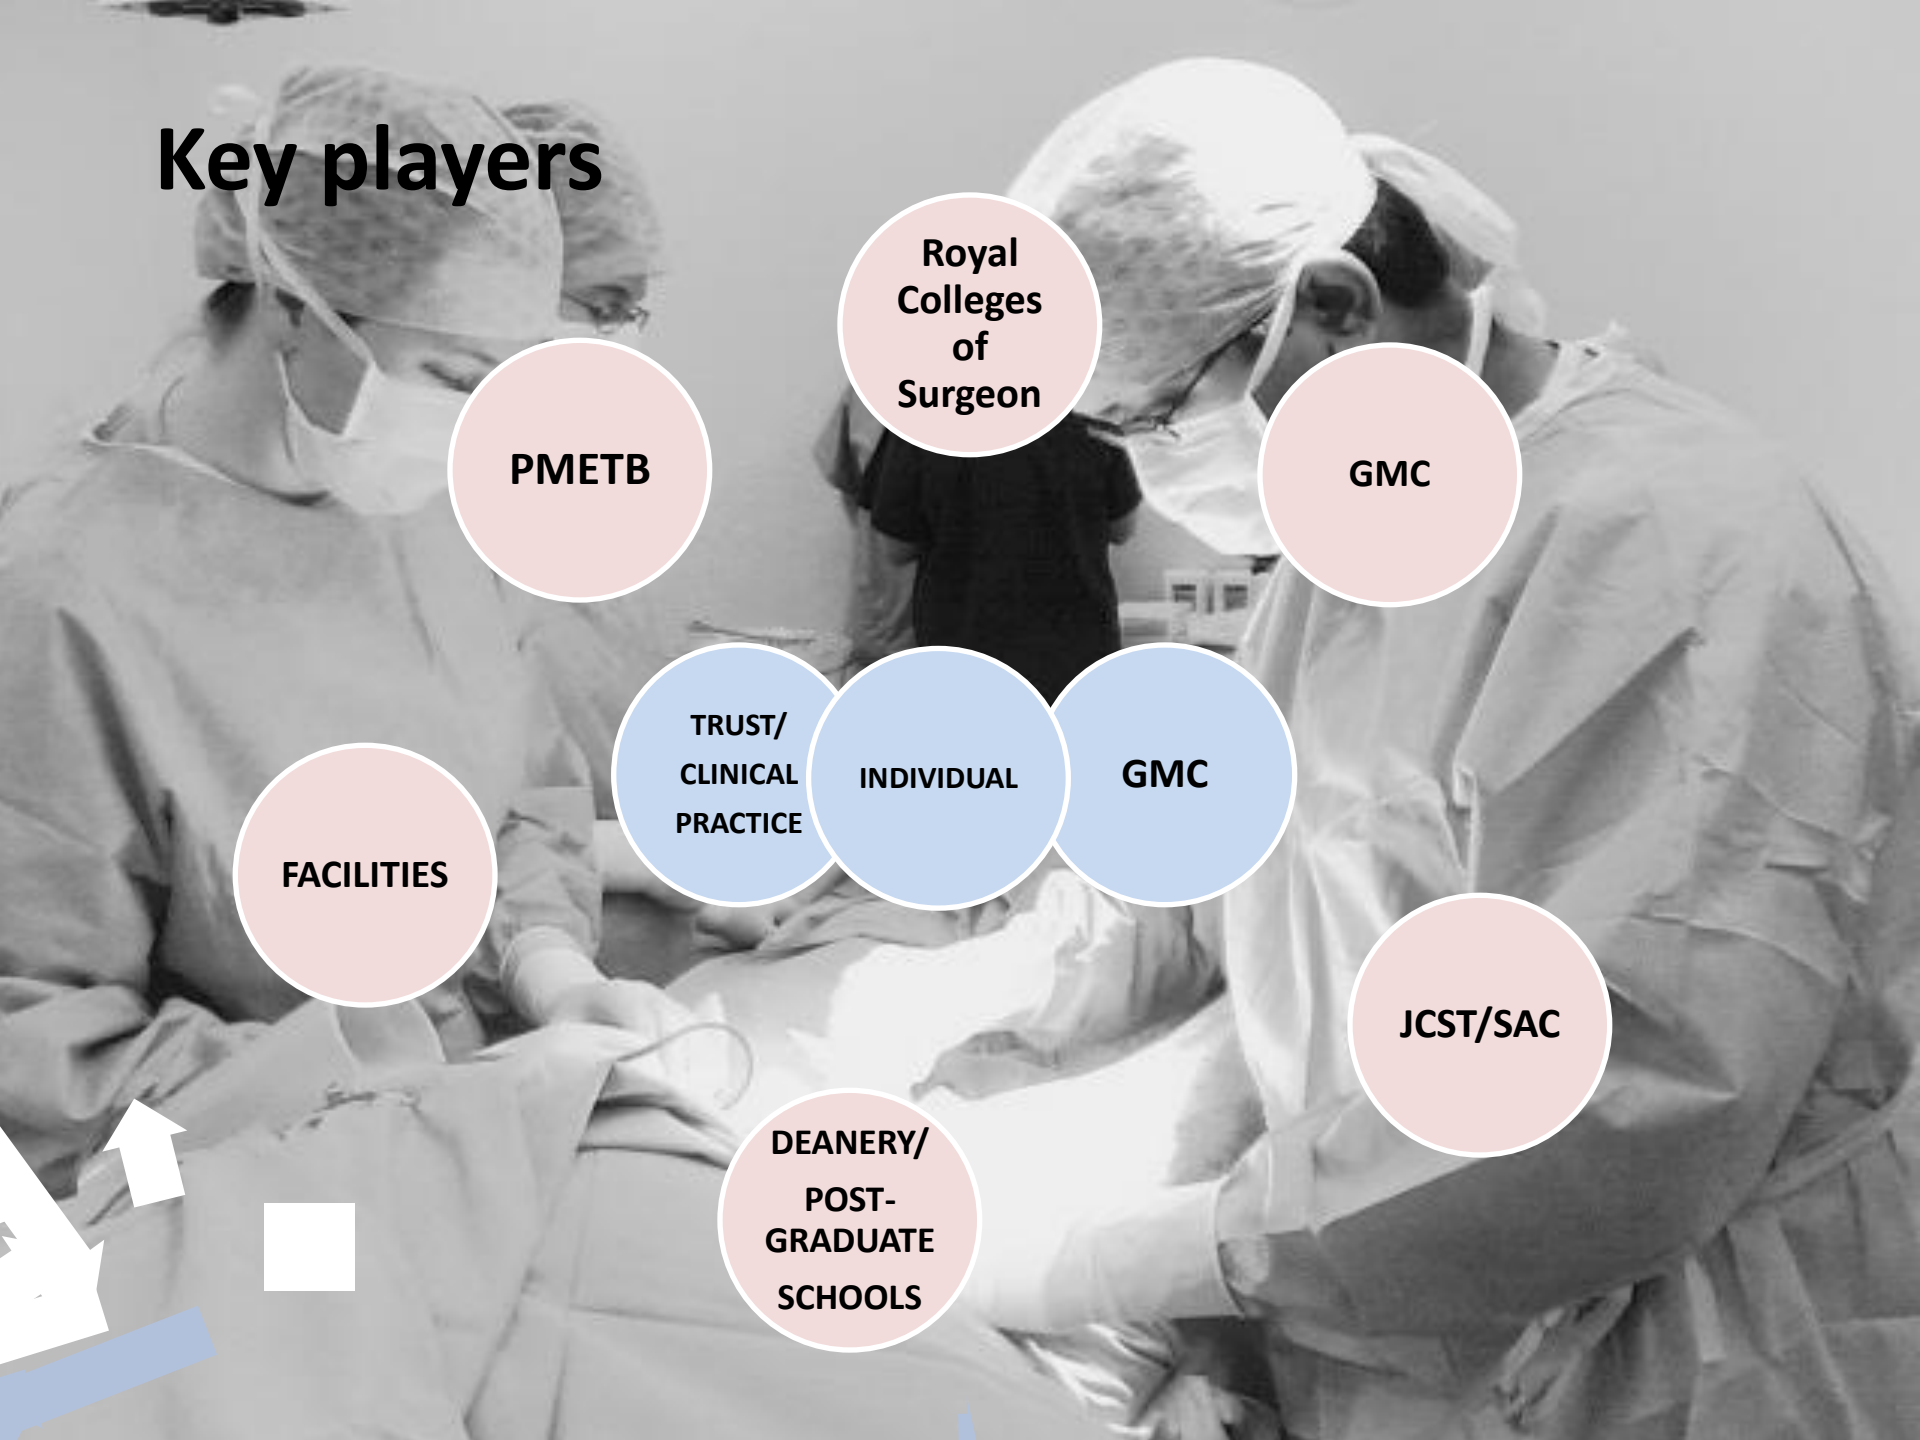 Key players
Royal
Colleges
of
Surgeon
PMETB
GMC
TRUST/
CLINICAL
PRACTICE
INDIVIDUAL
GMC
FACILITIES
JCST/SAC
DEANERY/
POST-
GRADUATE
SCHOOLS